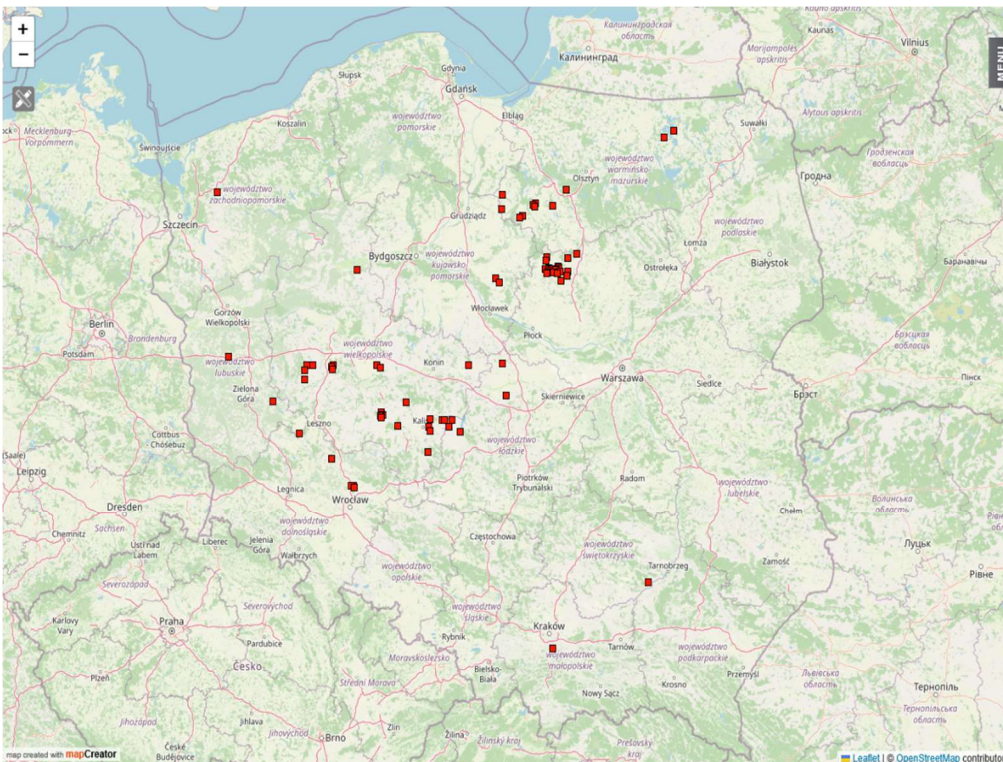 +
−
MENU
Калининградская
область
Kauno apskritis
Kaunas
Vilnius
Калининград
Marijampolės
apskritis
Gdynia
Słupsk
Gdańsk
Elbląg
Alytaus apskritis
Suwałki
Koszalin
województwo
pomorskie
Mecklenburg-
Vorpommern
Świnoujście
województwo
warmińsko-
mazurskie
Olsztyn
Гродзенская
вобласць
Гродна
województwo
zachodniopomorskie
Szczecin
Grudziądz
województwo
podlaskie
Łomża
Bydgoszcz
województwo
kujawsko-
pomorskie
Ostrołęka
Białystok
Баранавічы
Włocławek
Gorzów
Wielkopolski
Berlin
Potsdam
Brandenburg
Płock
Брэсцкая
вобласць
województwo
wielkopolskie
Konin
województwo
lubuskie
Warszawa
Siedlce
Пінск
Zielona
Góra
Skierniewice
Брэст
Leszno
Cottbus -
Chóśebuz
województwo
łódzkie
(Saale)
Leipzig
Piotrków
Trybunalski
Radom
Legnica
Wrocław
województwo
lubelskie
Dresden
Chełm
Волинська
область
Chemnitz
Sachsen
Ústí nad
Labem
Liberec
Jelenia
Góra
województwo
dolnośląskie
Wałbrzych
Częstochowa
województwo
świętokrzyskie
Луцьк
Рівне
województwo
opolskie
Tarnobrzeg
Zamość
Severozápad
Severovýchod
województwo
śląskie
Karlovy
Vary
Praha
Kraków
Rybnik
Tarnów
Pardubice
województwo
małopolskie
województwo
podkarpackie
Przemyśl
Львівська
область
Plzeň
Česko
Moravskoslezsko
Bielsko-
Biała
Krosno
Nowy Sącz
Тернопіль
Střední Morava
Тернопільська
область
Jihozápad
Jihlava
Jihovýchod
Zlín
Žilina
Žilinský kraj
Prešovský
kraj
Brno
České
Budějovice
map created with mapCreator
Leaflet | © OpenStreetMap contributor